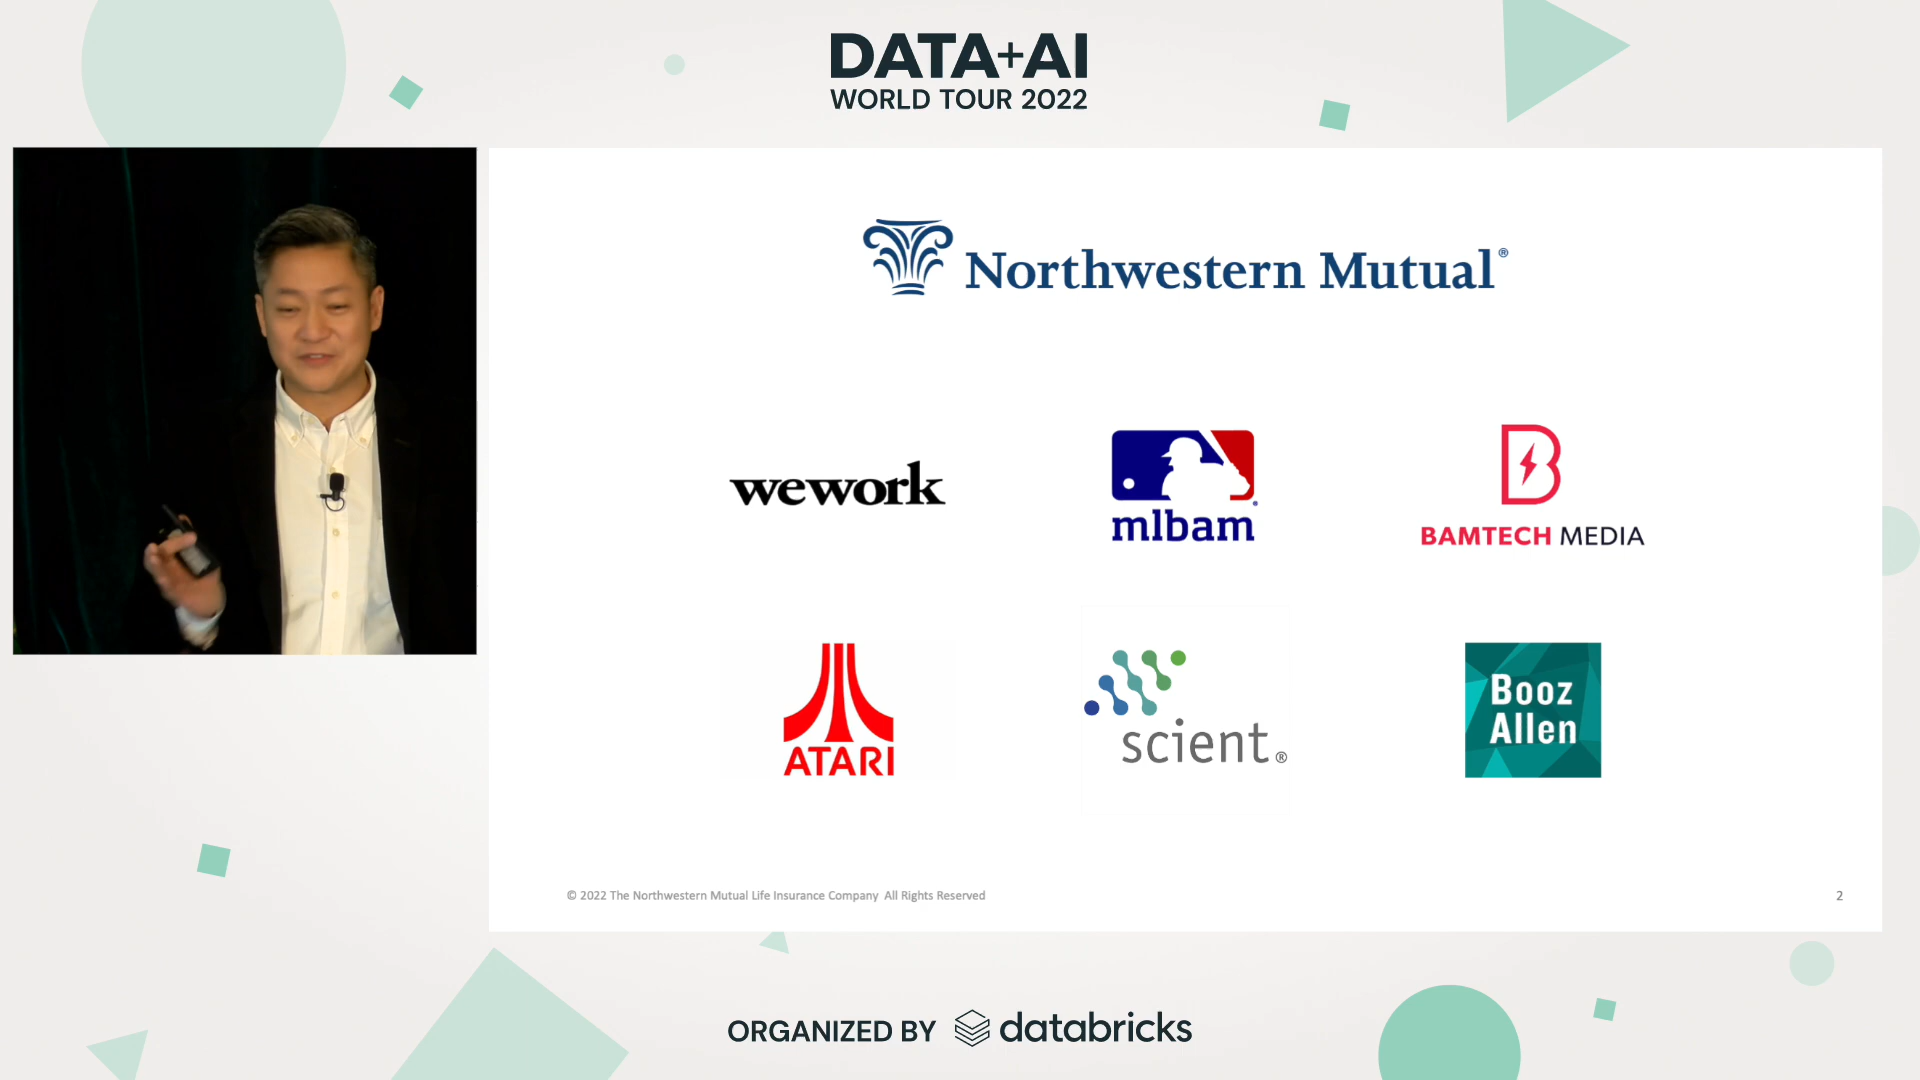 DATA+AI
WORLD TOUR 2022
Northwestern Mutual®
wework
mlbam
BAMTECH MEDIA
ATARI
scient®
Booz
Allen
© 2022 The Northwestern Mutual Life Insurance Company All Rights Reserved
2
ORGANIZED BY databricks